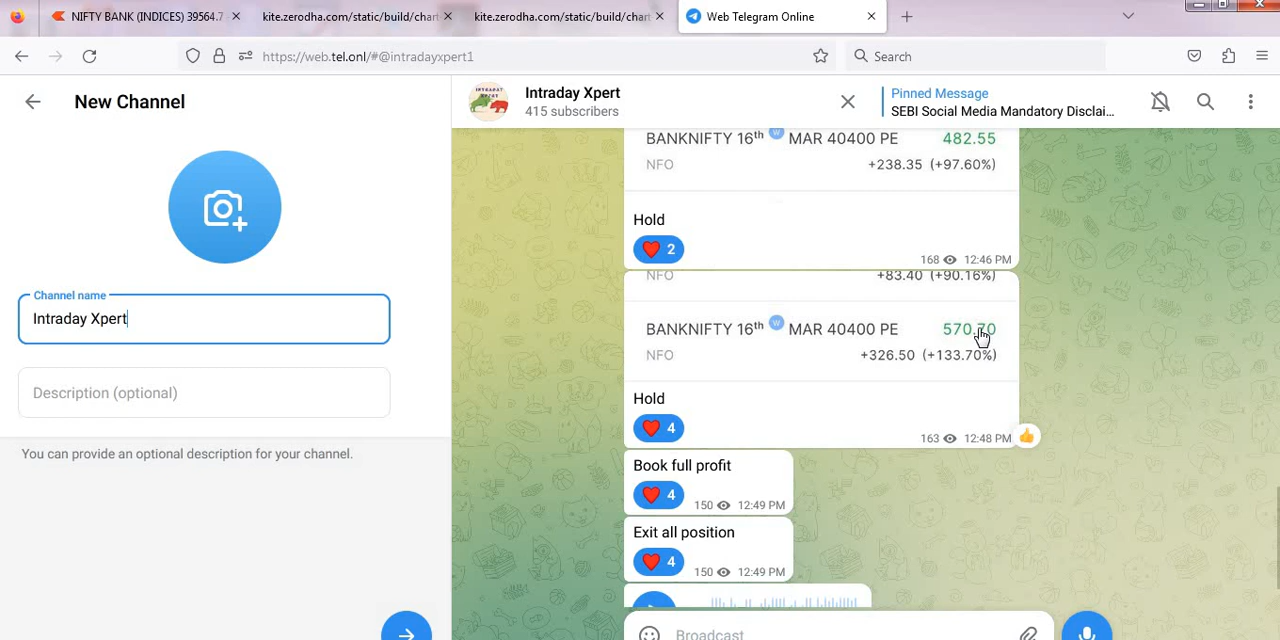 NIFTY BANK (INDICES) 39564.7
kite.zerodha.com/static/build/chart
kite.zerodha.com/static/build/chart
Web Telegram Online
https://web.tel.onl/#@intradayxpert1
Search
New Channel
Intraday Xpert
415 subscribers
Pinned Message
SEBI Social Media Mandatory Disclai...
Channel name
Intraday Xpert
Description (optional)
You can provide an optional description for your channel.
BANKNIFTY 16th W MAR 40400 PE 482.55
NFO +238.35 (+97.60%)
Hold
2
168 12:46 PM
NFO +83.40 (+90.16%)
BANKNIFTY 16th W MAR 40400 PE 570.70
NFO +326.50 (+133.70%)
Hold
4
163 12:48 PM
Book full profit
4 150 12:49 PM
Exit all position
4 150 12:49 PM
Broadcast